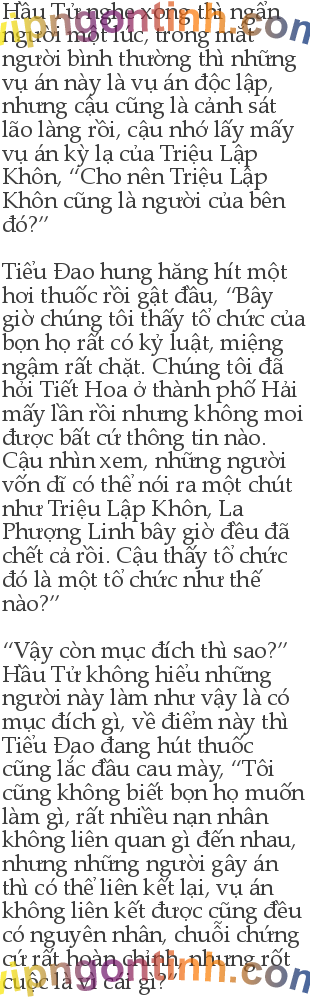 Hầu Tử nghe xong thì ngẩn
người một lúc, trong mắt
người bình thường thì những
vụ án này là vụ án độc lập,
nhưng cậu cũng là cảnh sát
lão làng rồi, cậu nhớ lấy mấy
vụ án kỳ lạ của Triệu Lập
Khôn, “Cho nên Triệu Lập
Khôn cũng là người của bên
đó?”
Tiểu Đao hung hăng hít một
hơi thuốc rồi gật đầu, “Bây
giờ chúng tôi thấy tổ chức của
bọn họ rất có kỷ luật, miệng
ngậm rất chặt. Chúng tôi đã
hỏi Tiết Hoa ở thành phố Hải
mấy lần rồi nhưng không moi
được bất cứ thông tin nào.
Cậu nhìn xem, những người
vốn dĩ có thể nói ra một chút
như Triệu Lập Khôn, La
Phượng Linh bây giờ đều đã
chết cả rồi. Cậu thấy tổ chức
đó là một tổ chức như thế
nào?”
“Vậy còn mục đích thì sao?”
Hầu Tử không hiểu những
người này làm như vậy là có
mục đích gì, về điểm này thì
Tiểu Đao đang hút thuốc
cũng lắc đầu cau mày, “Tôi
cũng không biết bọn họ muốn
làm gì, rất nhiều nạn nhân
không liên quan gì đến nhau,
nhưng những người gây án
thì có thể liên kết lại, vụ án
không liên kết được cũng đều
có nguyên nhân, chuỗi chứng
cứ rất hoàn chỉnh, nhưng rốt
cuộc là vì cái gì?”
vipngontinh.com